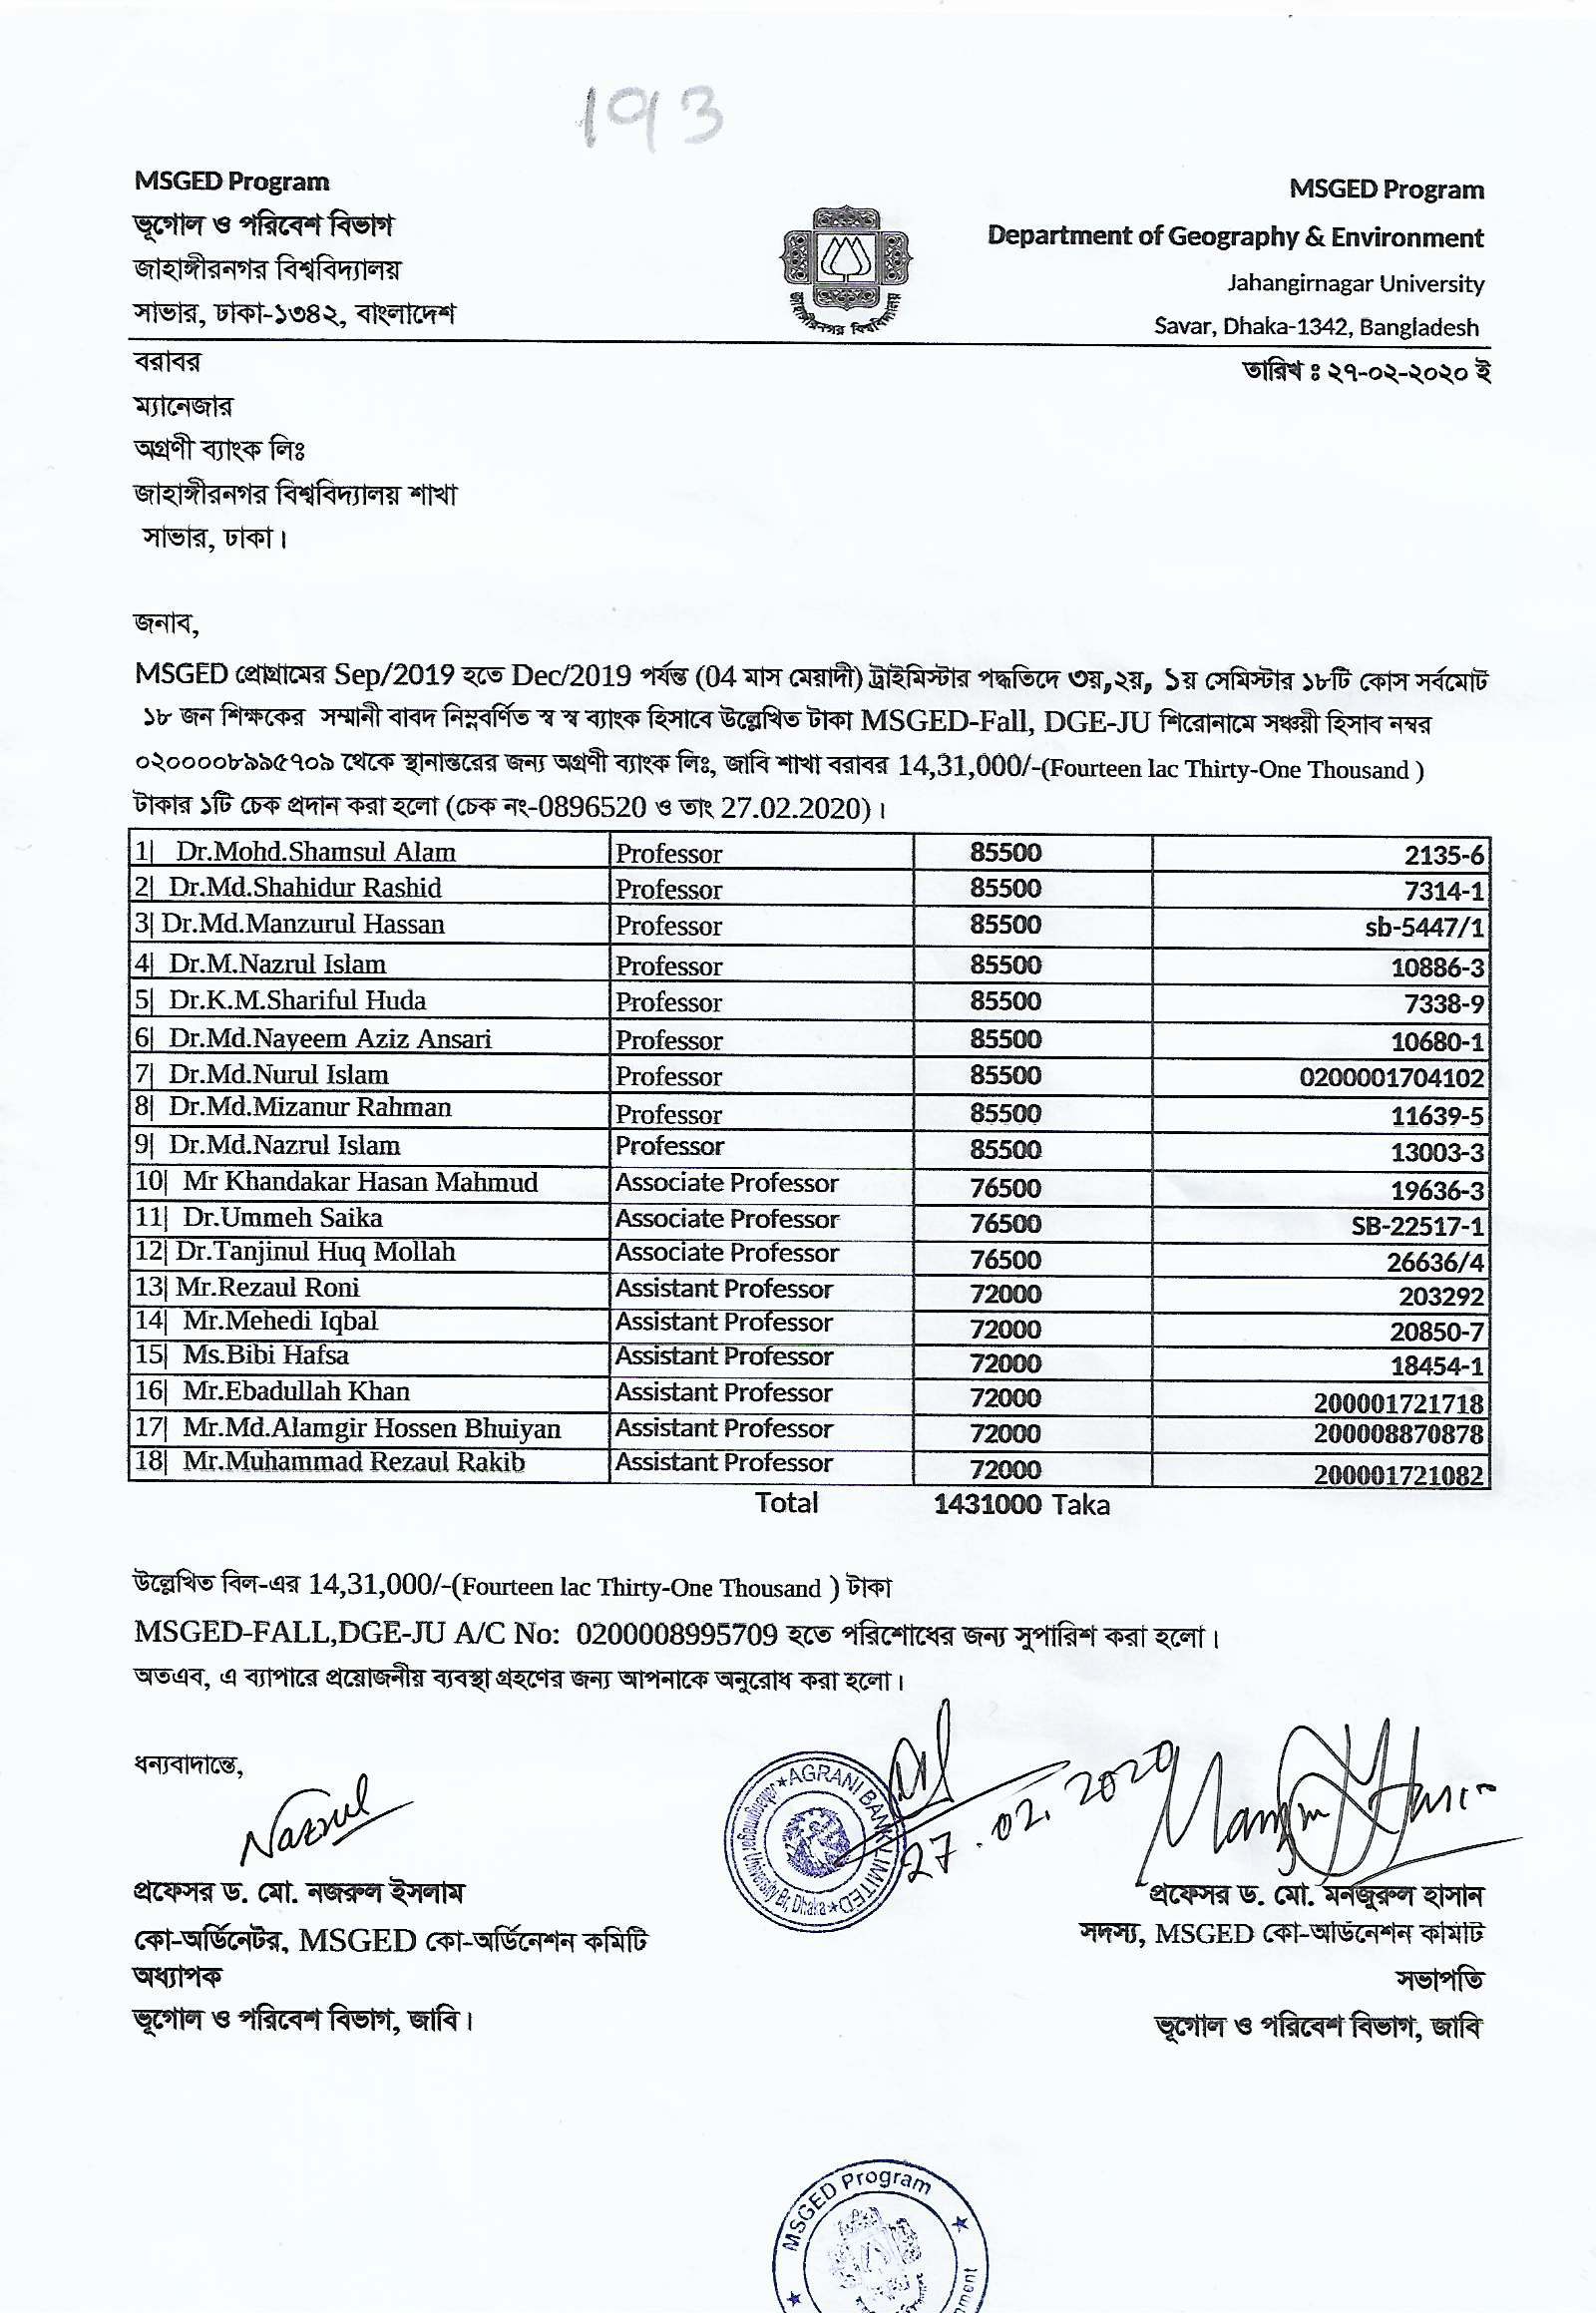 193
MSGED Program
ভূগোল ও পরিবেশ বিভাগ
জাহাঙ্গীরনগর বিশ্ববিদ্যালয়
সাভার, ঢাকা-১৩৪২, বাংলাদেশ
জাহাঙ্গীরনগর বিশ্ববিদ্যালয়
MSGED Program
Department of Geography & Environment
Jahangirnagar University
Savar, Dhaka-1342, Bangladesh
তারিখ ঃ ২৭-০২-২০২০ ই
বরাবর
ম্যানেজার
অগ্রণী ব্যাংক লিঃ
জাহাঙ্গীরনগর বিশ্ববিদ্যালয় শাখা
সাভার, ঢাকা।
জনাব,
MSGED প্রোগ্রামের Sep/2019 হতে Dec/2019 পর্যন্ত (04 মাস মেয়াদী) ট্রাইমিস্টার পদ্ধতিদে ৩য়,২য়, ১য় সেমিস্টার ১৮টি কোস সর্বমোট
১৮ জন শিক্ষকের সম্মানী বাবদ নিম্নবর্ণিত স্ব স্ব ব্যাংক হিসাবে উল্লেখিত টাকা MSGED-Fall, DGE-JU শিরোনামে সঞ্চয়ী হিসাব নম্বর
০২০০০০৮৯৯৫৭০৯ থেকে স্থানান্তরের জন্য অগ্রণী ব্যাংক লিঃ, জাবি শাখা বরাবর 14,31,000/-(Fourteen lac Thirty-One Thousand )
টাকার ১টি চেক প্রদান করা হলো (চেক নং-0896520 ও তাং 27.02.2020)।
1| Dr.Mohd.Shamsul Alam Professor 85500 2135-6
2| Dr.Md.Shahidur Rashid Professor 85500 7314-1
3| Dr.Md.Manzurul Hassan Professor 85500 sb-5447/1
4| Dr.M.Nazrul Islam Professor 85500 10886-3
5| Dr.K.M.Shariful Huda Professor 85500 7338-9
6| Dr.Md.Nayeem Aziz Ansari Professor 85500 10680-1
7| Dr.Md.Nurul Islam Professor 85500 0200001704102
8| Dr.Md.Mizanur Rahman Professor 85500 11639-5
9| Dr.Md.Nazrul Islam Professor 85500 13003-3
10| Mr Khandakar Hasan Mahmud Associate Professor 76500 19636-3
11| Dr.Ummeh Saika Associate Professor 76500 SB-22517-1
12| Dr.Tanjinul Huq Mollah Associate Professor 76500 26636/4
13| Mr.Rezaul Roni Assistant Professor 72000 203292
14| Mr.Mehedi Iqbal Assistant Professor 72000 20850-7
15| Ms.Bibi Hafsa Assistant Professor 72000 18454-1
16| Mr.Ebadullah Khan Assistant Professor 72000 200001721718
17| Mr.Md.Alamgir Hossen Bhuiyan Assistant Professor 72000 200008870878
18| Mr.Muhammad Rezaul Rakib Assistant Professor 72000 200001721082
Total 1431000 Taka
উল্লেখিত বিল-এর 14,31,000/-(Fourteen lac Thirty-One Thousand ) টাকা
MSGED-FALL,DGE-JU A/C No: 0200008995709 হতে পরিশোধের জন্য সুপারিশ করা হলো।
অতএব, এ ব্যাপারে প্রয়োজনীয় ব্যবস্থা গ্রহণের জন্য আপনাকে অনুরোধ করা হলো।
ধন্যবাদান্তে,
Nazrul
AGRANI BANK LIMITED
Jahangirnagar University Br, Dhaka
27.02.2020
প্রফেসর ড. মো. নজরুল ইসলাম
কো-অর্ডিনেটর, MSGED কো-অর্ডিনেশন কমিটি
অধ্যাপক
ভূগোল ও পরিবেশ বিভাগ, জাবি।
প্রফেসর ড. মো. মনজুরুল হাসান
সদস্য, MSGED কো-অর্ডিনেশন কমিটি
সভাপতি
ভূগোল ও পরিবেশ বিভাগ, জাবি
MSGED Program